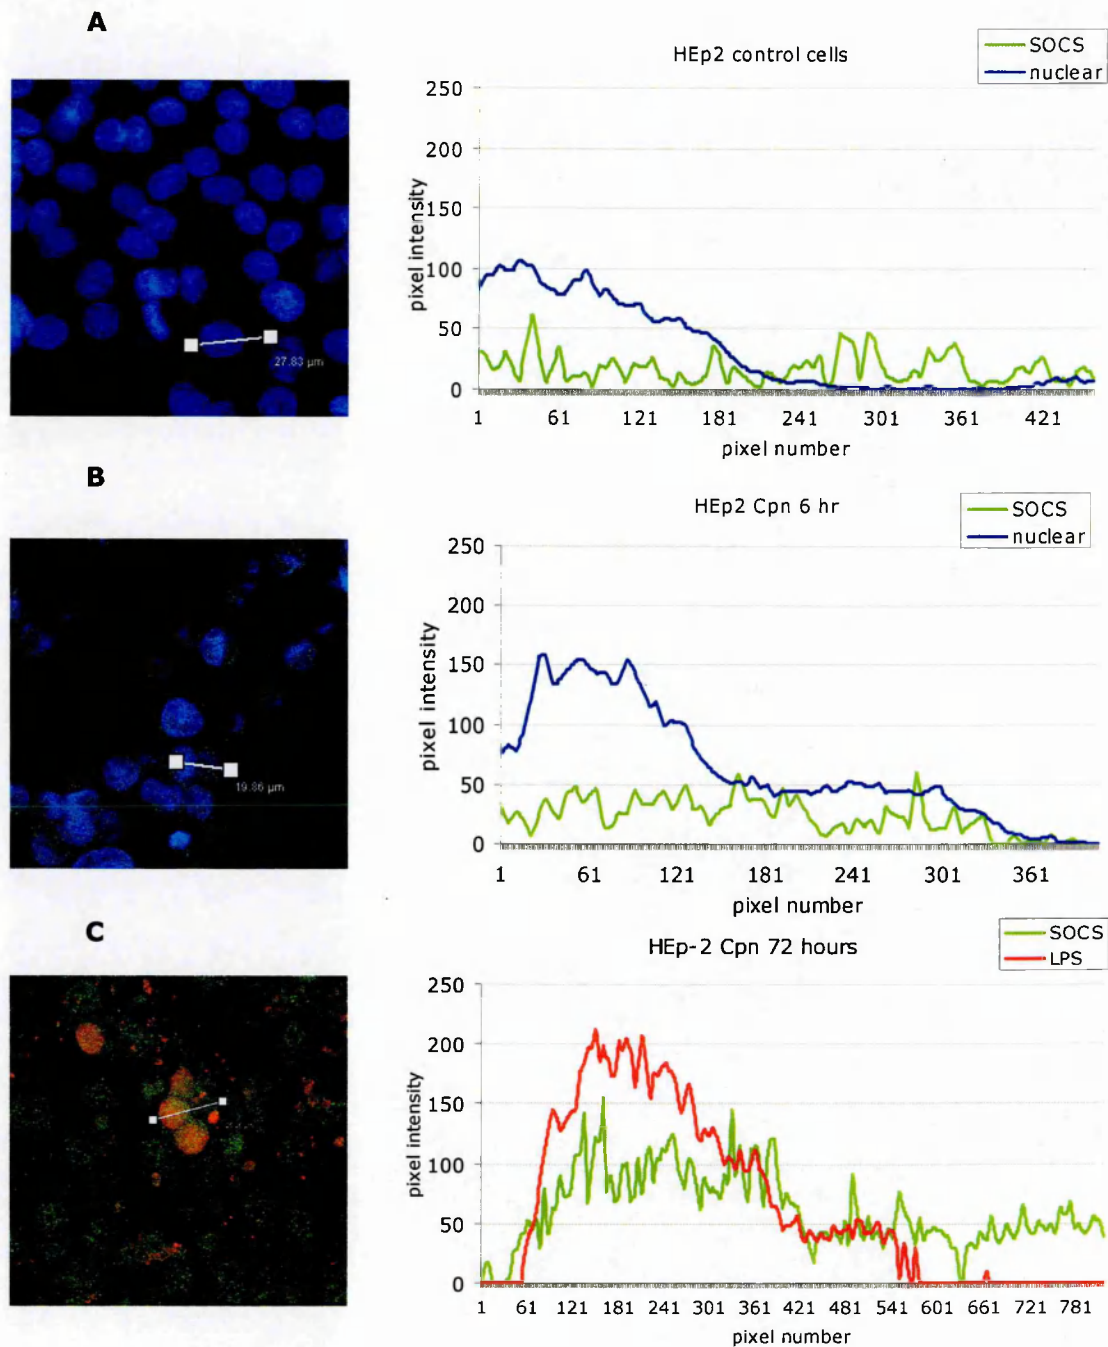 A
HEp2 control cells
SOCS
nuclear
250
200
150
100
50
0
pixel intensity
27.83 µm
1 61 121 181 241 301 361 421
pixel number
B
HEp2 Cpn 6 hr
SOCS
nuclear
250
200
150
100
50
0
pixel intensity
19.86 µm
1 61 121 181 241 301 361
pixel number
C
HEp-2 Cpn 72 hours
SOCS
LPS
250
200
150
100
50
0
pixel intensity
1 61 121 181 241 301 361 421 481 541 601 661 721 781
pixel number